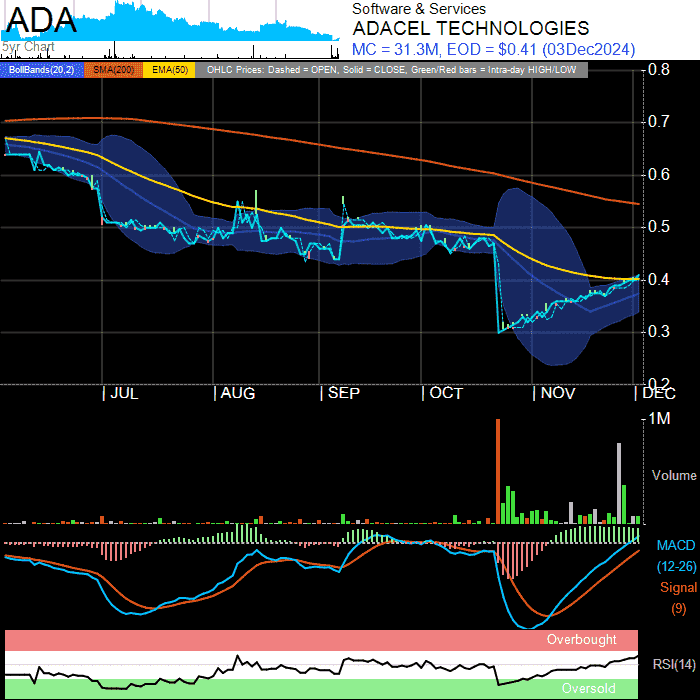 ADA
5yr Chart
Software & Services
ADACEL TECHNOLOGIES
MC = 31.3M, EOD = $0.41 (03Dec2024)
BollBands(20,2) SMA(200) EMA(50) OHLC Prices: Dashed = OPEN, Solid = CLOSE, Green/Red bars = Intra-day HIGH/LOW
0.8
0.7
0.6
0.5
0.4
0.3
0.2
JUL AUG SEP OCT NOV DEC
1M
Volume
MACD
(12-26)
Signal
(9)
Overbought
RSI(14)
Oversold